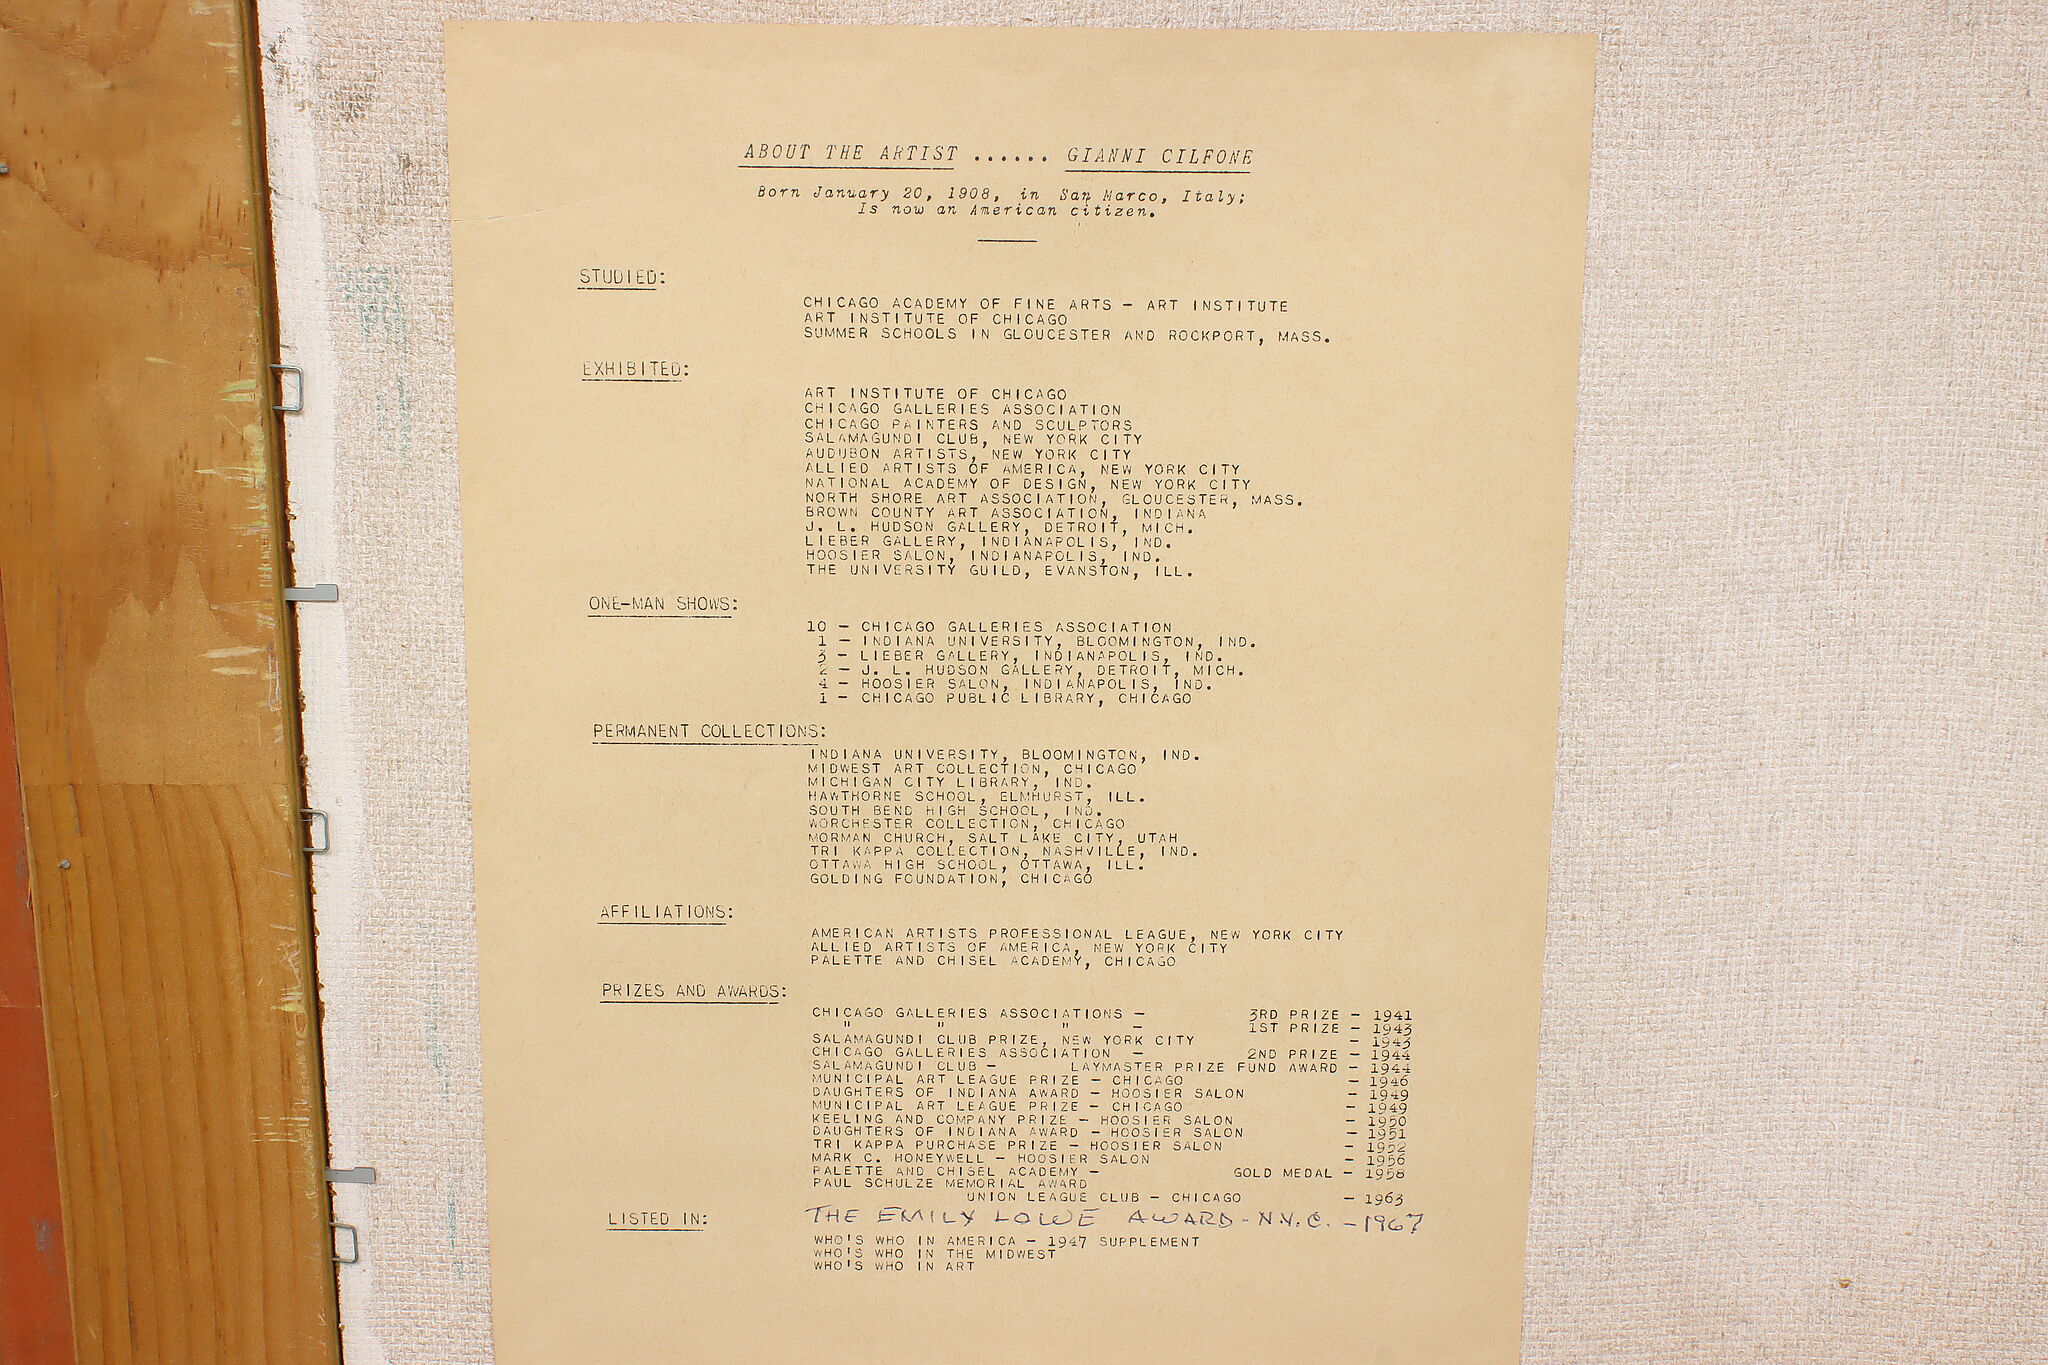 ABOUT THE ARTIST ...... GIANNI CILFONE
Born January 20, 1908, in San Marco, Italy;
Is now an American citizen.
STUDIED:
CHICAGO ACADEMY OF FINE ARTS - ART INSTITUTE
ART INSTITUTE OF CHICAGO
SUMMER SCHOOLS IN GLOUCESTER AND ROCKPORT, MASS.
EXHIBITED:
ART INSTITUTE OF CHICAGO
CHICAGO GALLERIES ASSOCIATION
CHICAGO PAINTERS AND SCULPTORS
SALAMAGUNDI CLUB, NEW YORK CITY
AUDUBON ARTISTS, NEW YORK CITY
ALLIED ARTISTS OF AMERICA, NEW YORK CITY
NATIONAL ACADEMY OF DESIGN, NEW YORK CITY
NORTH SHORE ART ASSOCIATION, GLOUCESTER, MASS.
BROWN COUNTY ART ASSOCIATION, INDIANA
J. L. HUDSON GALLERY, DETROIT, MICH.
LIEBER GALLERY, INDIANAPOLIS, IND.
HOOSIER SALON, INDIANAPOLIS, IND.
THE UNIVERSITY GUILD, EVANSTON, ILL.
ONE-MAN SHOWS:
10 - CHICAGO GALLERIES ASSOCIATION
1 - INDIANA UNIVERSITY, BLOOMINGTON, IND.
3 - LIEBER GALLERY, INDIANAPOLIS, IND.
2 - J. L. HUDSON GALLERY, DETROIT, MICH.
4 - HOOSIER SALON, INDIANAPOLIS, IND.
1 - CHICAGO PUBLIC LIBRARY, CHICAGO
PERMANENT COLLECTIONS:
INDIANA UNIVERSITY, BLOOMINGTON, IND.
MIDWEST ART COLLECTION, CHICAGO
MICHIGAN CITY LIBRARY, IND.
HAWTHORNE SCHOOL, ELMHURST, ILL.
SOUTH BEND HIGH SCHOOL, IND.
WORCHESTER COLLECTION, CHICAGO
MORMAN CHURCH, SALT LAKE CITY, UTAH
TRI KAPPA COLLECTION, NASHVILLE, IND.
OTTAWA HIGH SCHOOL, OTTAWA, ILL.
GOLDING FOUNDATION, CHICAGO
AFFILIATIONS:
AMERICAN ARTISTS PROFESSIONAL LEAGUE, NEW YORK CITY
ALLIED ARTISTS OF AMERICA, NEW YORK CITY
PALETTE AND CHISEL ACADEMY, CHICAGO
PRIZES AND AWARDS:
CHICAGO GALLERIES ASSOCIATIONS - 3RD PRIZE - 1941
" " " - 1ST PRIZE - 1943
SALAMAGUNDI CLUB PRIZE, NEW YORK CITY - 1943
CHICAGO GALLERIES ASSOCIATION - 2ND PRIZE - 1944
SALAMAGUNDI CLUB - LAYMASTER PRIZE FUND AWARD - 1944
MUNICIPAL ART LEAGUE PRIZE - CHICAGO - 1946
DAUGHTERS OF INDIANA AWARD - HOOSIER SALON - 1949
MUNICIPAL ART LEAGUE PRIZE - CHICAGO - 1949
KEELING AND COMPANY PRIZE - HOOSIER SALON - 1950
DAUGHTERS OF INDIANA AWARD - HOOSIER SALON - 1951
TRI KAPPA PURCHASE PRIZE - HOOSIER SALON - 1952
MARK C. HONEYWELL - HOOSIER SALON - 1956
PALETTE AND CHISEL ACADEMY - GOLD MEDAL - 1958
PAUL SCHULZE MEMORIAL AWARD
UNION LEAGUE CLUB - CHICAGO - 1963
THE EMILY LOWE AWARD - N.Y.C. - 1967
LISTED IN:
WHO'S WHO IN AMERICA - 1947 SUPPLEMENT
WHO'S WHO IN THE MIDWEST
WHO'S WHO IN ART